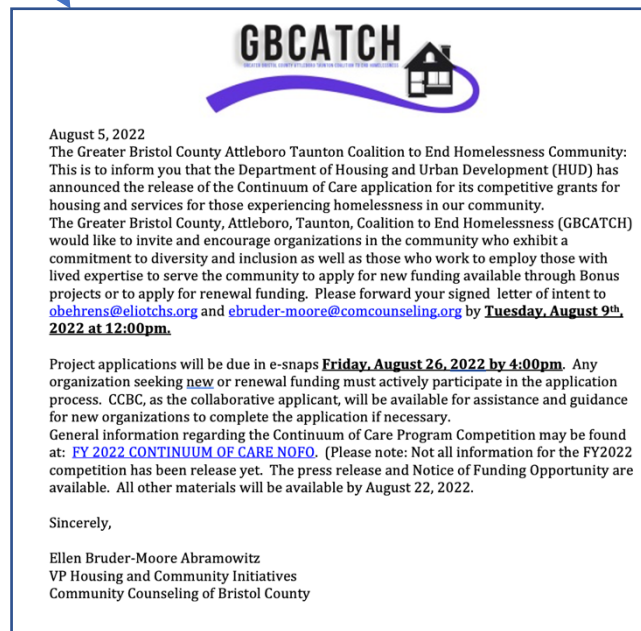 GBCATCH
GREATER BRISTOL COUNTY ATTLEBORO TAUNTON COALITION TO END HOMELESSNESS
August 5, 2022
The Greater Bristol County Attleboro Taunton Coalition to End Homelessness Community:
This is to inform you that the Department of Housing and Urban Development (HUD) has
announced the release of the Continuum of Care application for its competitive grants for
housing and services for those experiencing homelessness in our community.
The Greater Bristol County, Attleboro, Taunton, Coalition to End Homelessness (GBCATCH)
would like to invite and encourage organizations in the community who exhibit a
commitment to diversity and inclusion as well as those who work to employ those with
lived expertise to serve the community to apply for new funding available through Bonus
projects or to apply for renewal funding.  Please forward your signed  letter of intent to
obehrens@eliotchs.org and ebruder-moore@comcounseling.org by Tuesday, August 9th,
2022 at 12:00pm.
Project applications will be due in e-snaps Friday, August 26, 2022 by 4:00pm.  Any
organization seeking new or renewal funding must actively participate in the application
process.  CCBC, as the collaborative applicant, will be available for assistance and guidance
for new organizations to complete the application if necessary.
General information regarding the Continuum of Care Program Competition may be found
at:  FY 2022 CONTINUUM OF CARE NOFO.  (Please note: Not all information for the FY2022
competition has been release yet.  The press release and Notice of Funding Opportunity are
available.  All other materials will be available by August 22, 2022.
Sincerely,
Ellen Bruder-Moore Abramowitz
VP Housing and Community Initiatives
Community Counseling of Bristol County